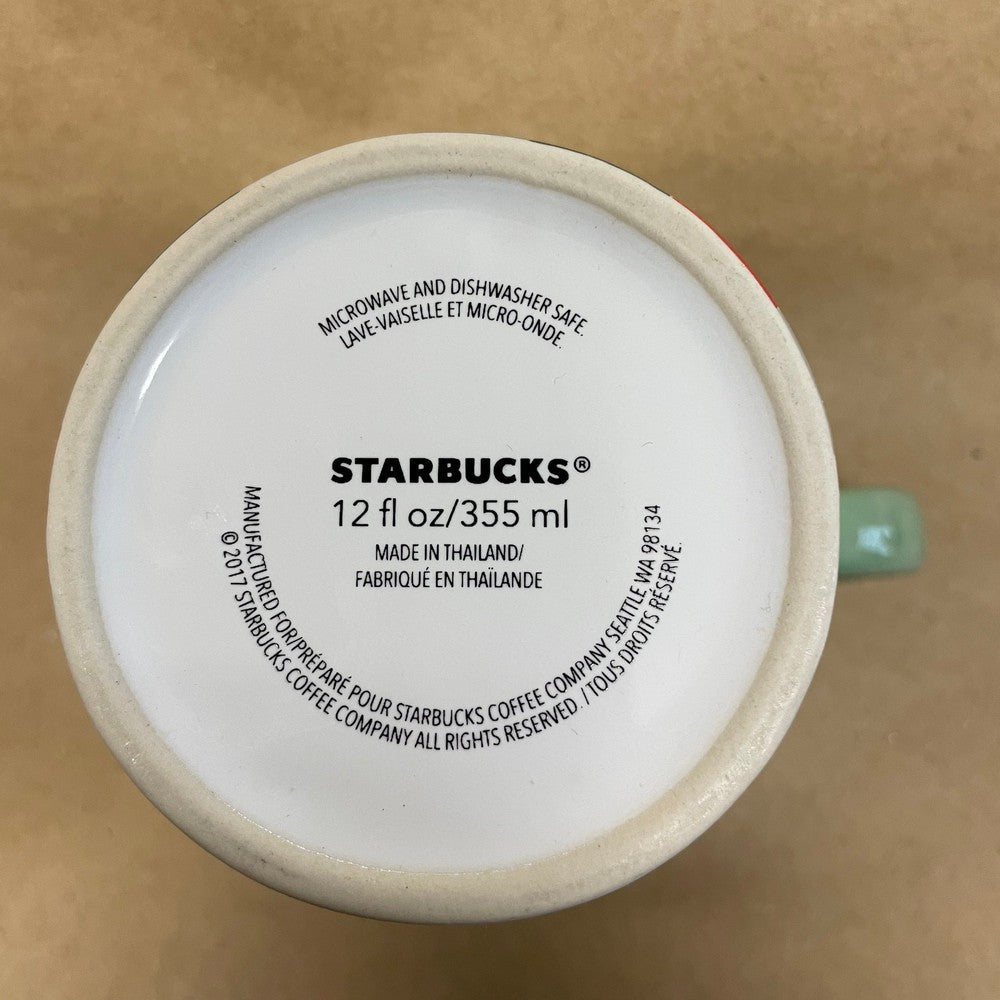 MICROWAVE AND DISHWASHER SAFE.
LAVE-VAISELLE ET MICRO-ONDE.
STARBUCKS®
12 fl oz/355 ml
MADE IN THAILAND/
FABRIQUÉ EN THAÏLANDE
MANUFACTURED FOR/PRÉPARÉ POUR STARBUCKS COFFEE COMPANY SEATTLE WA 98134
© 2017 STARBUCKS COFFEE COMPANY ALL RIGHTS RESERVED. / TOUS DROITS RÉSERVÉ.